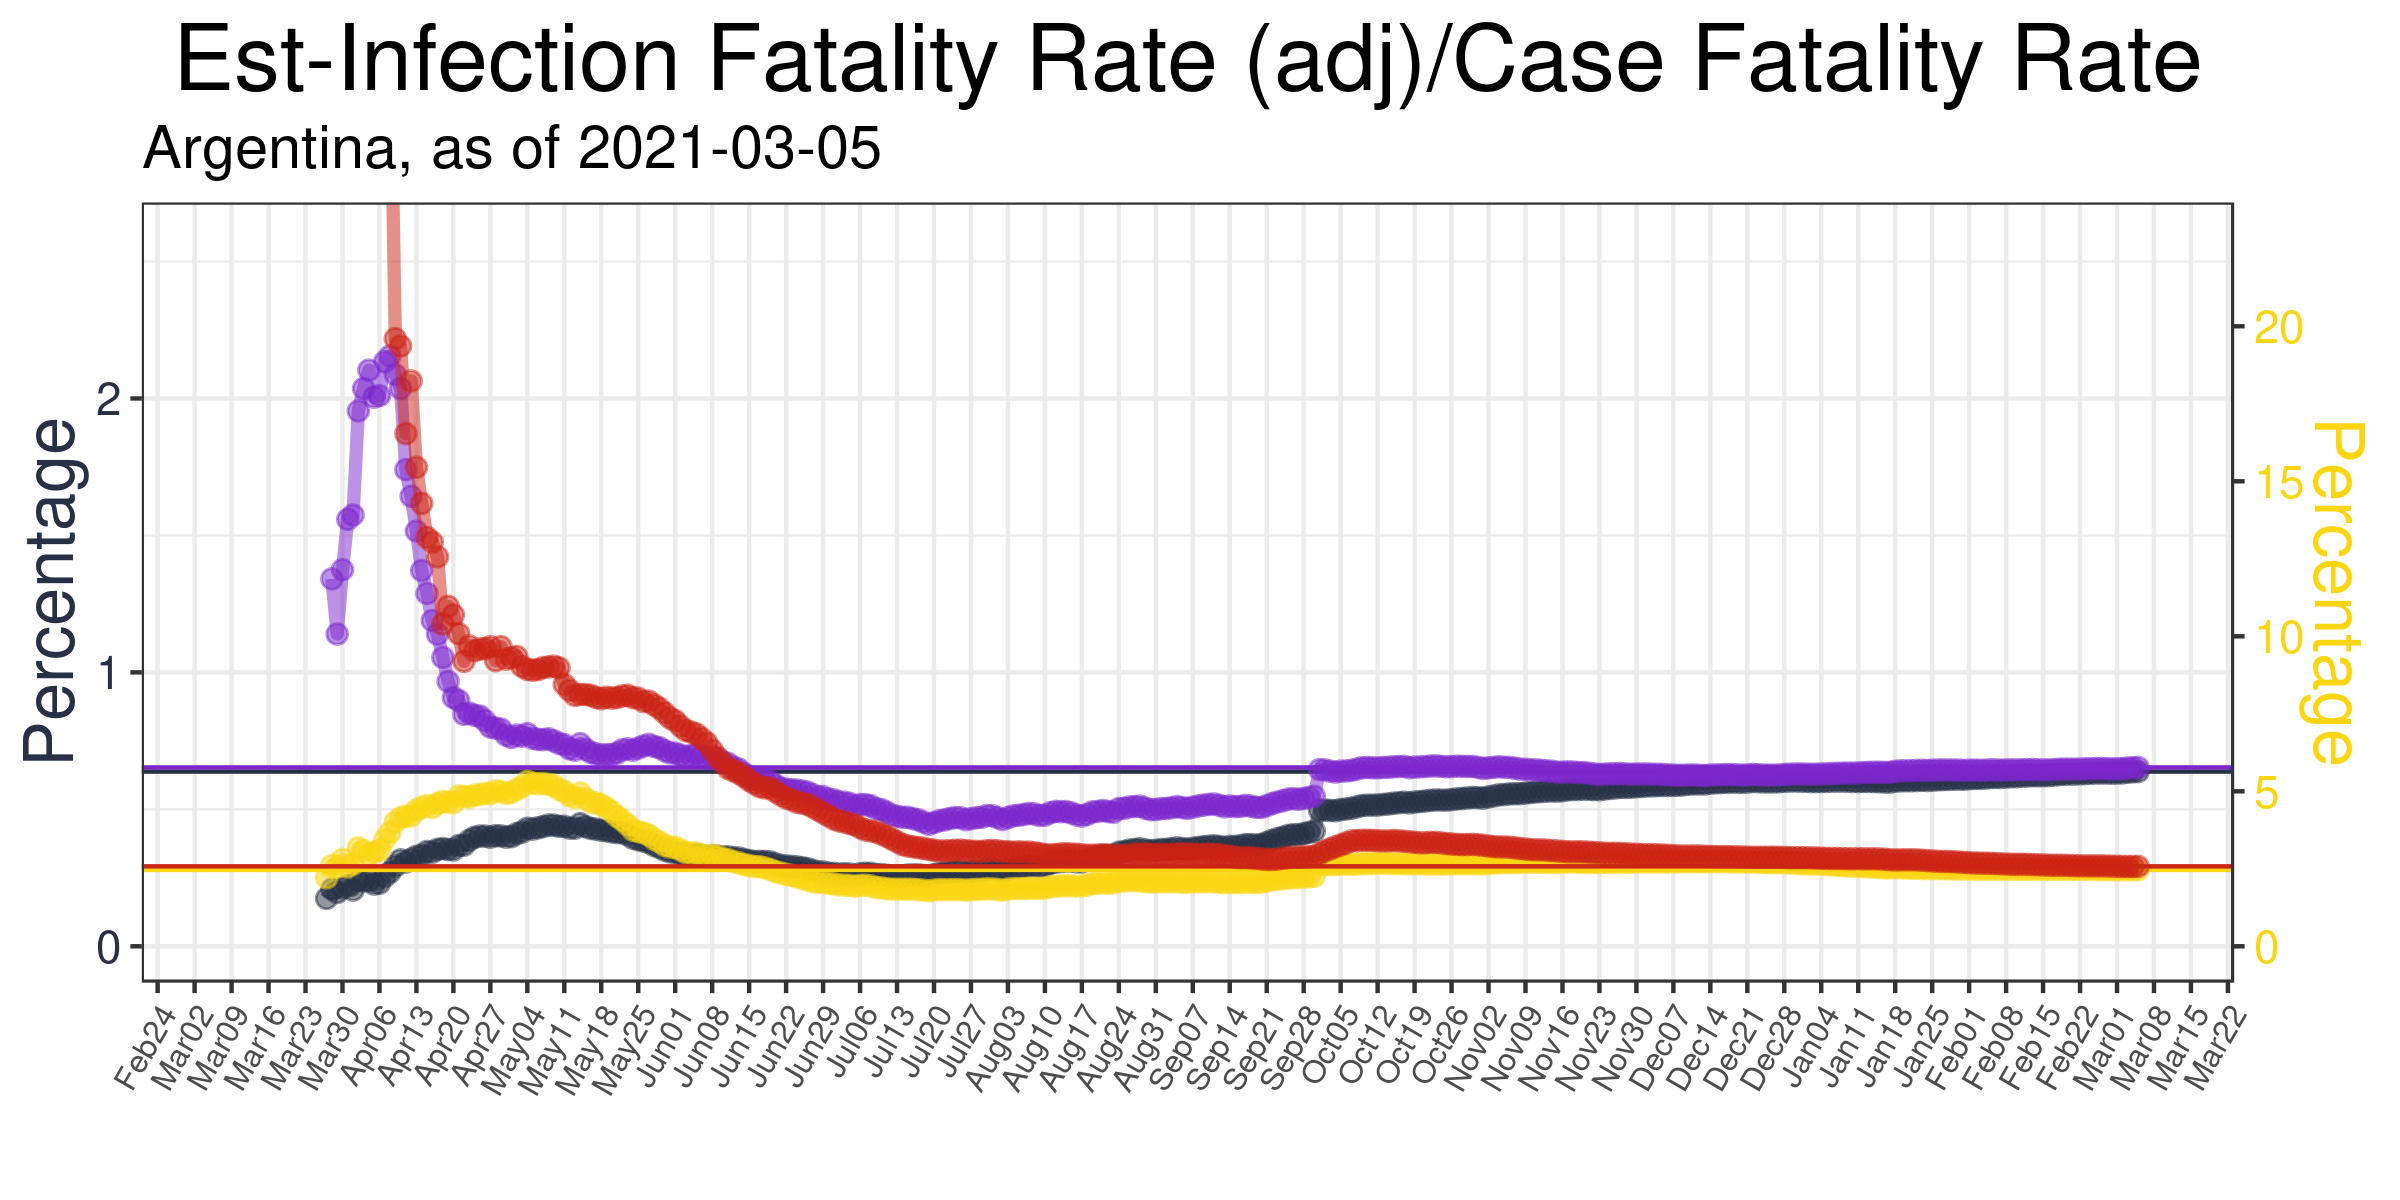 Est-Infection Fatality Rate (adj)/Case Fatality Rate
Argentina, as of 2021-03-05
Percentage
2
1
0
20
15
10
5
0
Percentage
Feb24 Mar02 Mar09 Mar16 Mar23 Mar30 Apr06 Apr13 Apr20 Apr27 May04 May11 May18 May25 Jun01 Jun08 Jun15 Jun22 Jun29 Jul06 Jul13 Jul20 Jul27 Aug03 Aug10 Aug17 Aug24 Aug31 Sep07 Sep14 Sep21 Sep28 Oct05 Oct12 Oct19 Oct26 Nov02 Nov09 Nov16 Nov23 Nov30 Dec07 Dec14 Dec21 Dec28 Jan11 Jan18 Jan25 Feb01 Feb08 Feb15 Feb22 Mar01 Mar08 Mar15 Mar22